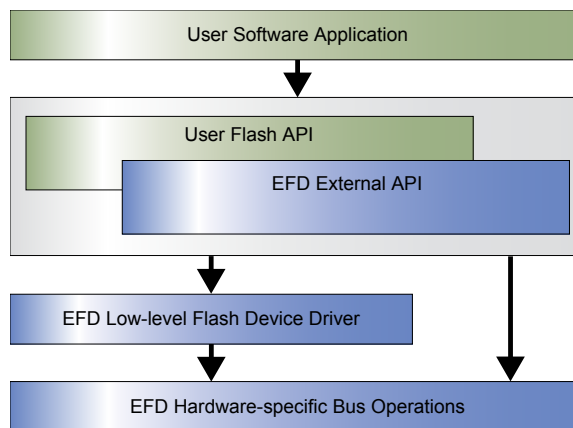 User Software Application
User Flash API
EFD External API
EFD Low-level Flash Device Driver
EFD Hardware-specific Bus Operations